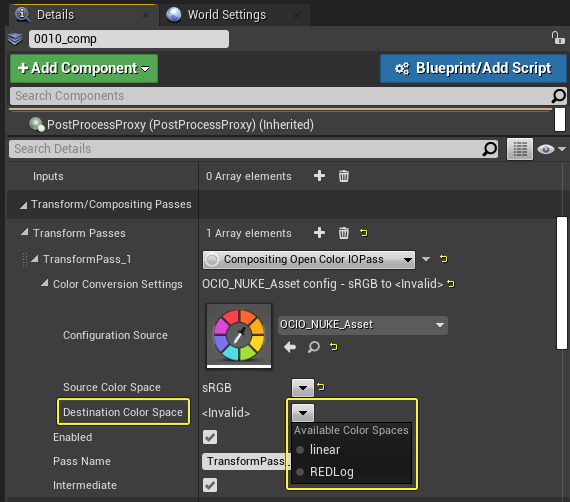 Details
World Settings
0010_comp
+ Add Component
Blueprint/Add Script
Search Components
PostProcessProxy (PostProcessProxy) (Inherited)
Search Details
Inputs 0 Array elements
Transform/Compositing Passes
Transform Passes 1 Array elements
TransformPass_1 Compositing Open Color IOPass
Color Conversion Settings OCIO_NUKE_Asset config - sRGB to <Invalid>
Configuration Source OCIO_NUKE_Asset
Source Color Space sRGB
Destination Color Space <Invalid>
Available Color Spaces
Enabled
linear
Pass Name TransformPass_
REDLog
Intermediate